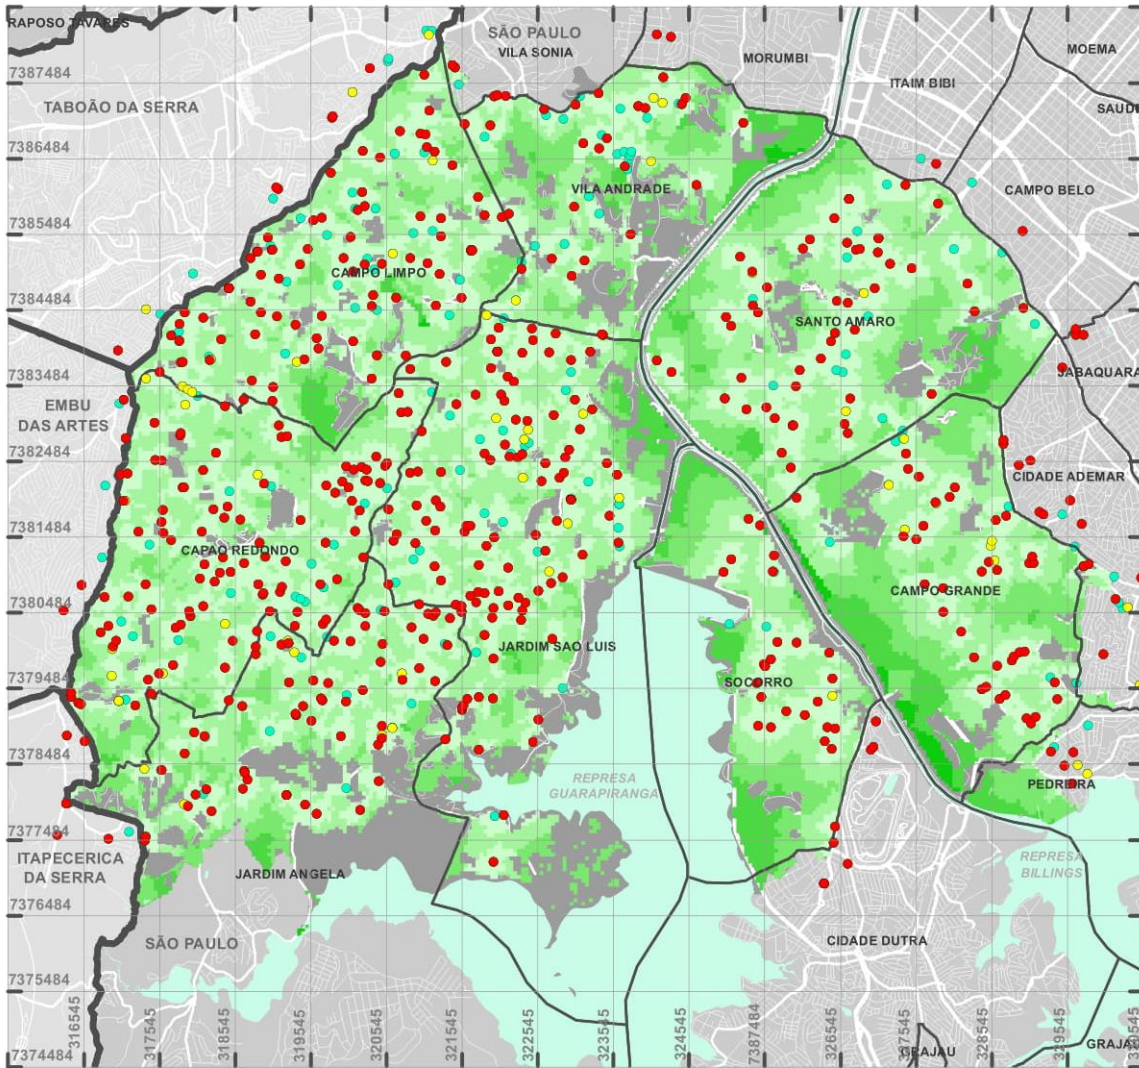 RAPOSO TAVARES
SÃO PAULO
VILA SONIA
MORUMBI
MOEMA
ITAIM BIBI
7387484
TABOÃO DA SERRA
SAUDE
7386484
VILA ANDRADE
CAMPO BELO
7385484
CAMPO LIMPO
7384484
SANTO AMARO
JABAQUARA
7383484
EMBU
DAS ARTES
7382484
CIDADE ADEMAR
7381484
CAPAO REDONDO
CAMPO GRANDE
7380484
JARDIM SAO LUIS
SOCORRO
7379484
7378484
REPRESA
GUARAPIRANGA
PEDREIRA
7377484
ITAPECERICA
DA SERRA
JARDIM ANGELA
REPRESA
BILLINGS
7376484
SÃO PAULO
CIDADE DUTRA
7375484
316545
317545
318545
319545
320545
321545
322545
323545
324545
7387484
326545
327545
328545
329545
7374484
GRAJAÚ
GRAJAÚ